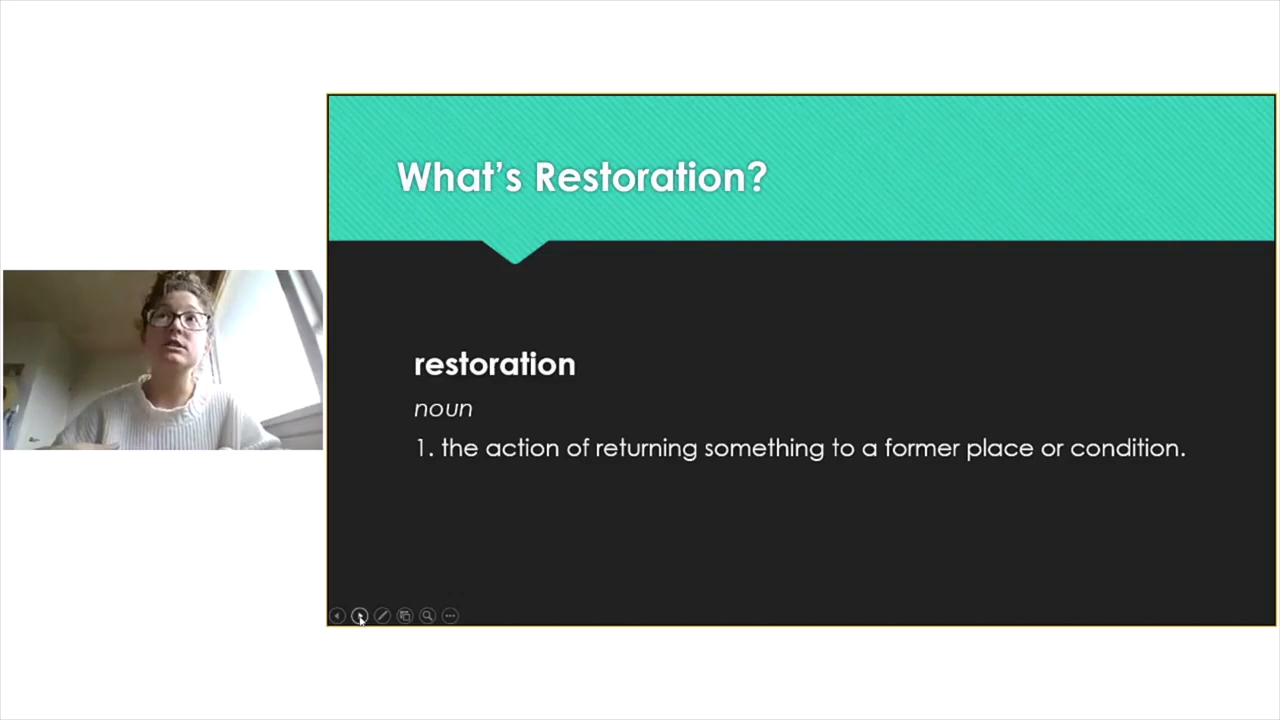 What’s Restoration?
restoration
noun
1. the action of returning something to a former place or condition.